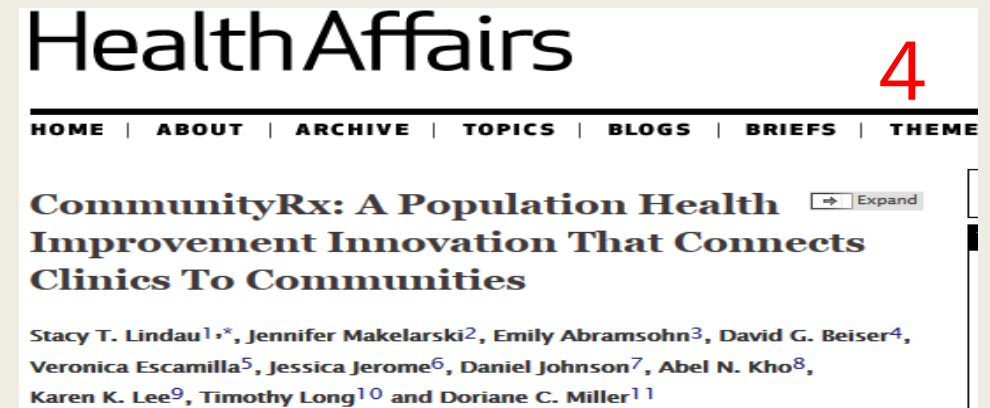 HealthAffairs
4
HOME | ABOUT | ARCHIVE | TOPICS | BLOGS | BRIEFS | THEME
CommunityRx: A Population Health
Expand
Improvement Innovation That Connects
Clinics To Communities
Stacy T. Lindau1,*, Jennifer Makelarski2, Emily Abramsohn3, David G. Beiser4,
Veronica Escamilla5, Jessica Jerome6, Daniel Johnson7, Abel N. Kho8,
Karen K. Lee9, Timothy Long10 and Doriane C. Miller11